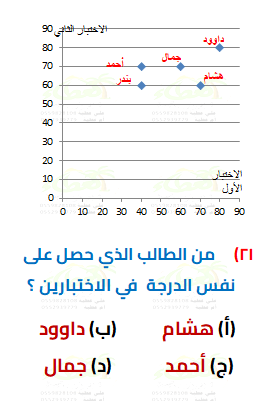 الاختبار الثاني
90
80
70
60
50
40
30
20
10
0
داوود
جمال
أحمد
هشام
بندر
الاختبار
الأول
0 10 20 30 40 50 60 70 80 90
٢١) من الطالب الذي حصل على
نفس الدرجة في الاختبارين ؟
(أ) هشام (ب) داوود
(ج) أحمد (د) جمال